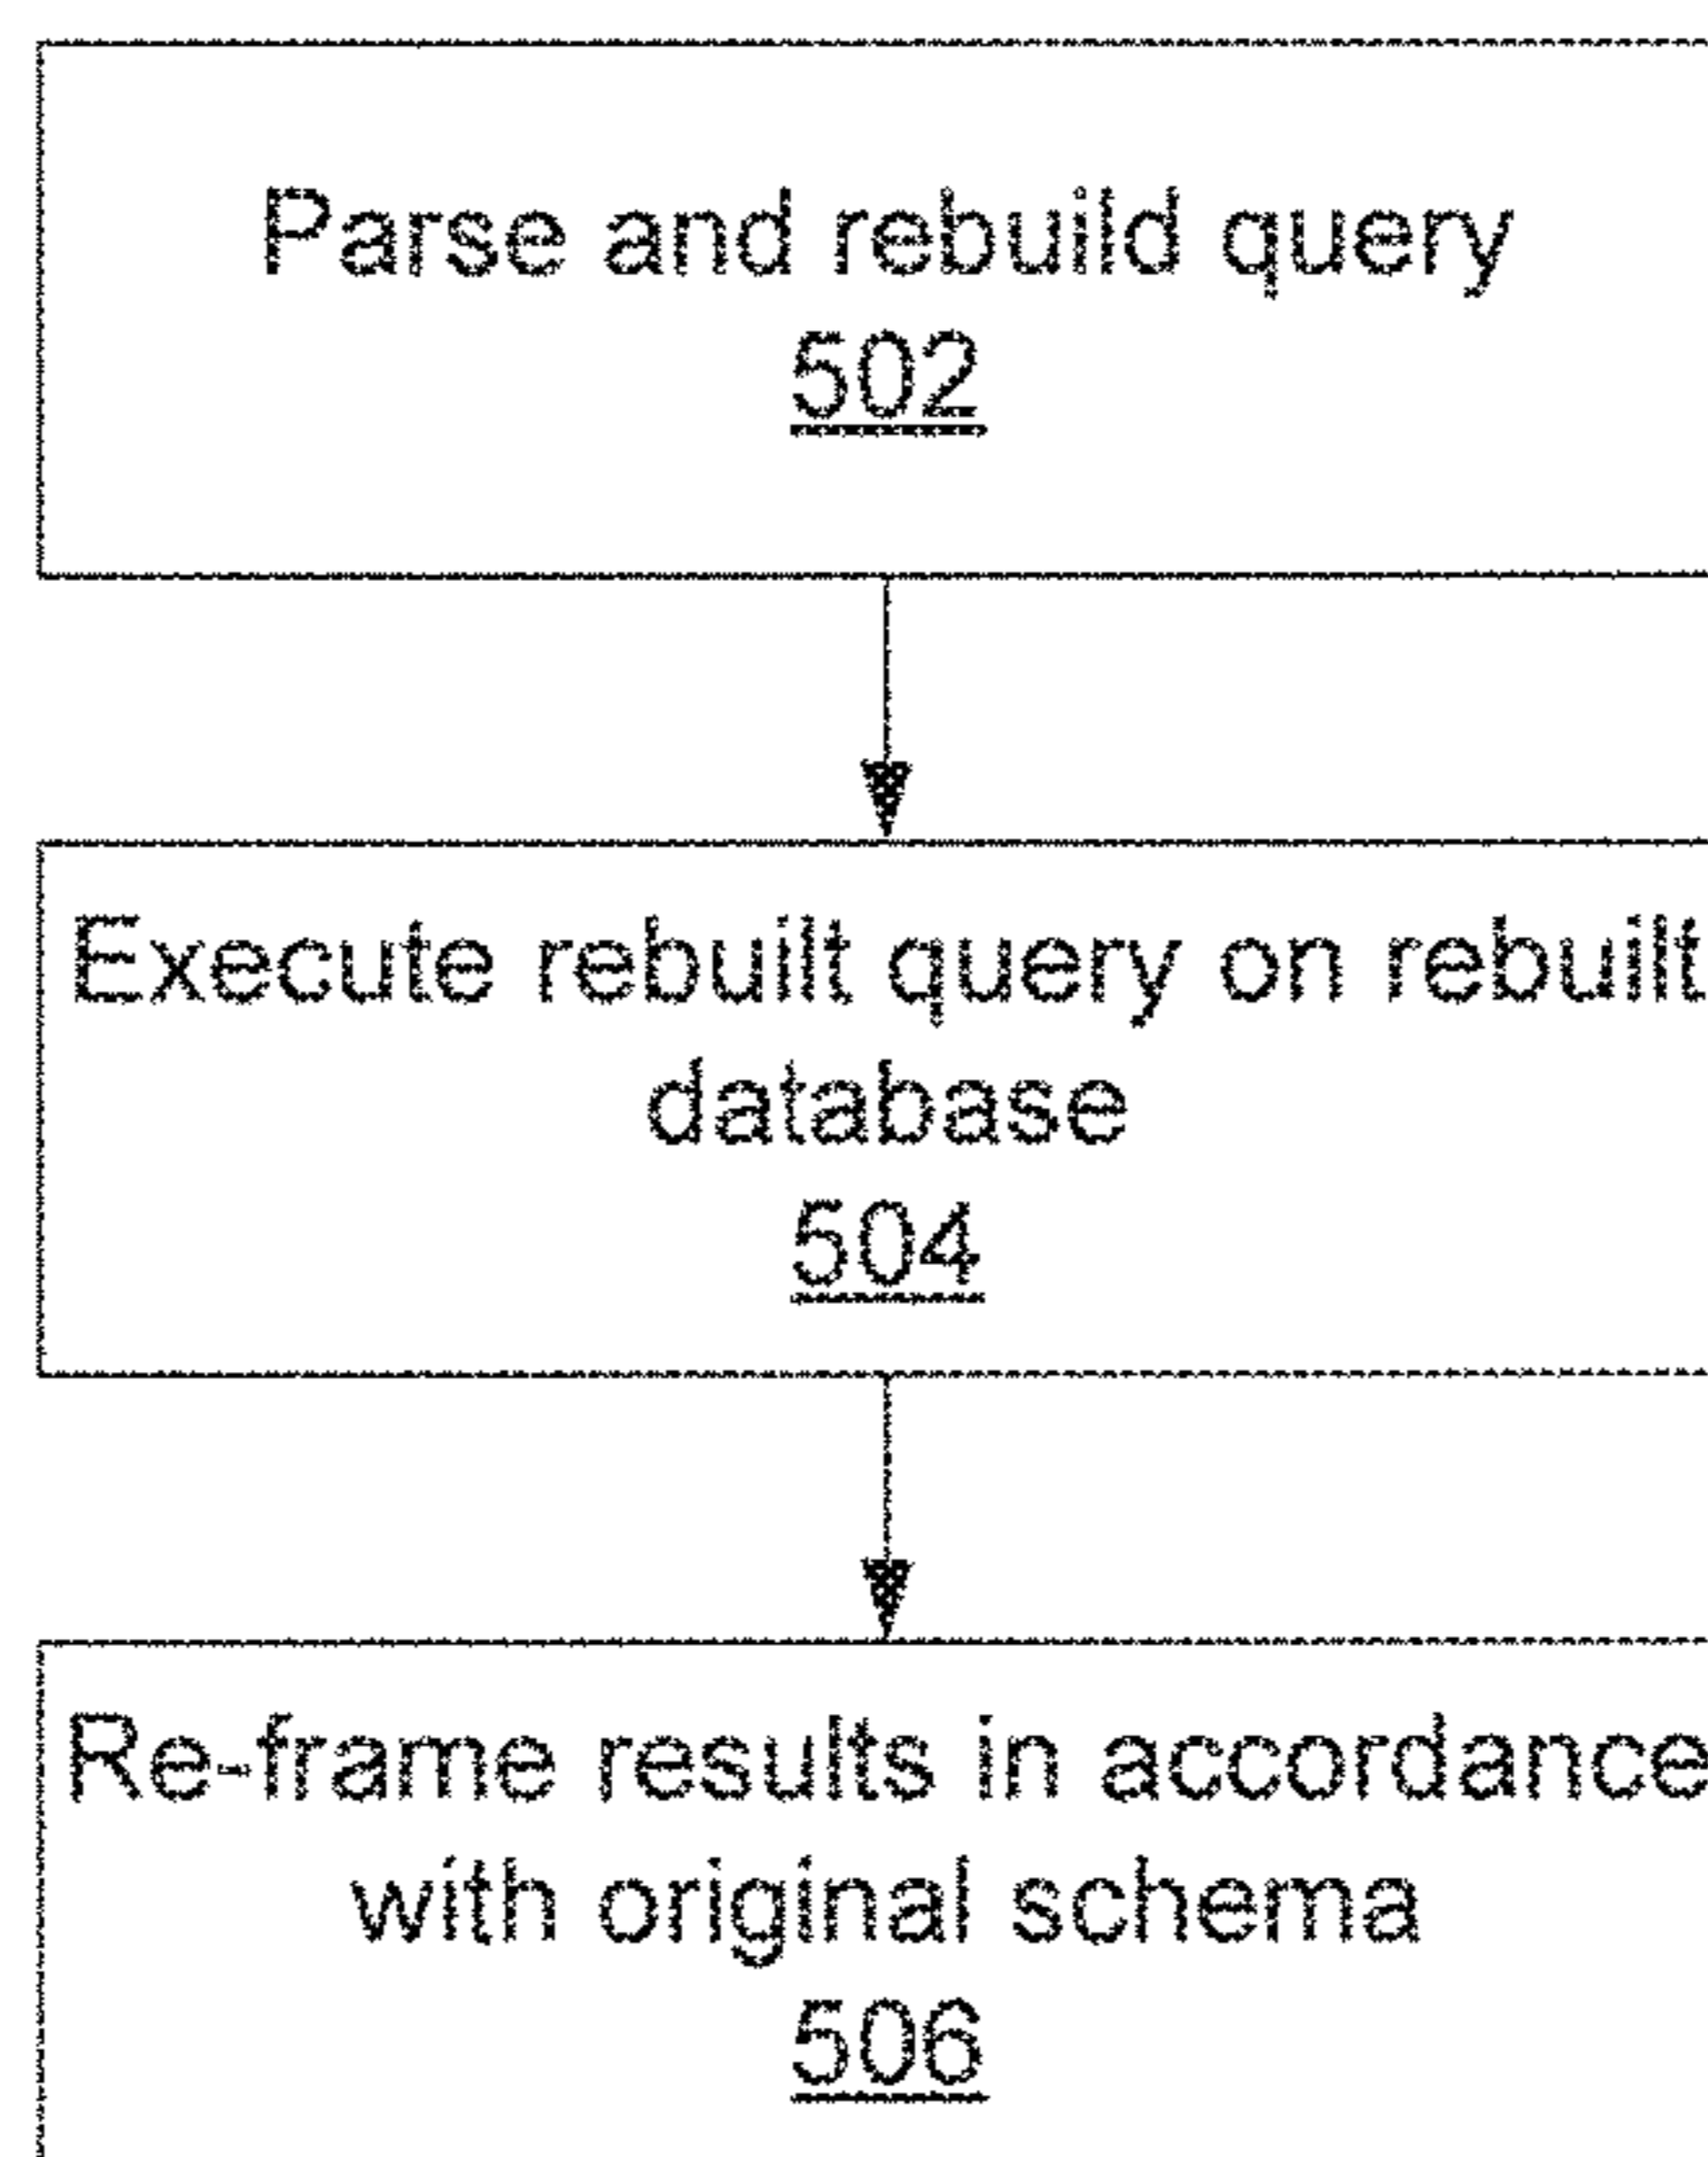 Parse and rebuild query
502
Execute rebuilt query on rebuilt
database
504
Re-frame results in accordance
with original schema
506